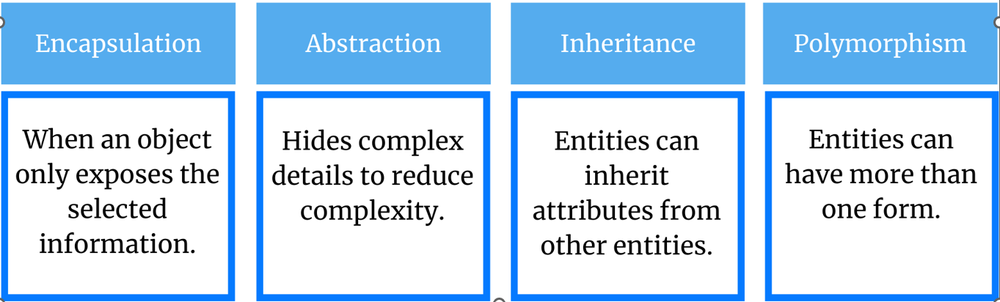 Encapsulation
When an object
only exposes the
selected
information.
Abstraction
Hides complex
details to reduce
complexity.
Inheritance
Entities can
inherit
attributes from
other entities.
Polymorphism
Entities can
have more than
one form.